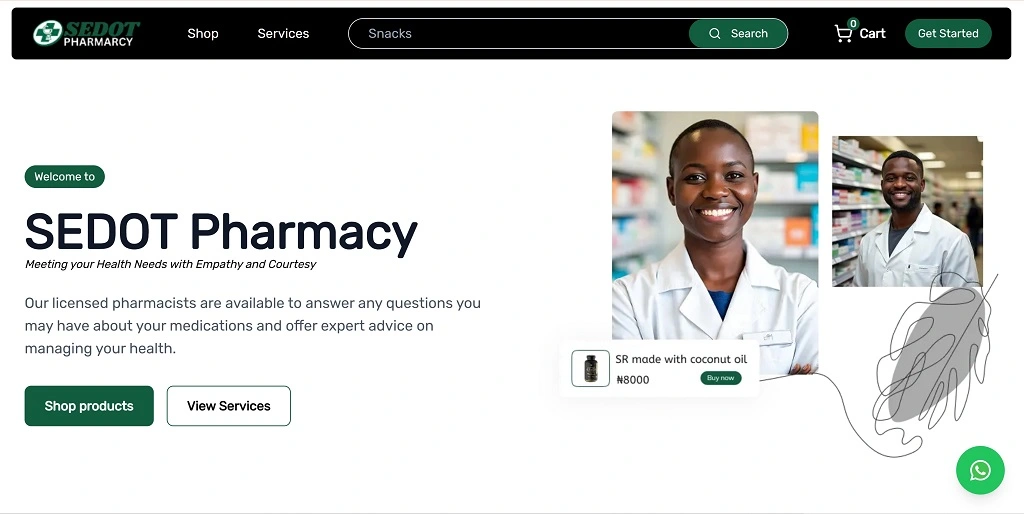 SEDOT
PHARMARCY
Shop
Services
Snacks
Search
0
Cart
Get Started
Welcome to
SEDOT Pharmacy
Meeting your Health Needs with Empathy and Courtesy
Our licensed pharmacists are available to answer any questions you
may have about your medications and offer expert advice on
managing your health.
Shop products
View Services
SR made with coconut oil
₦8000
Buy now